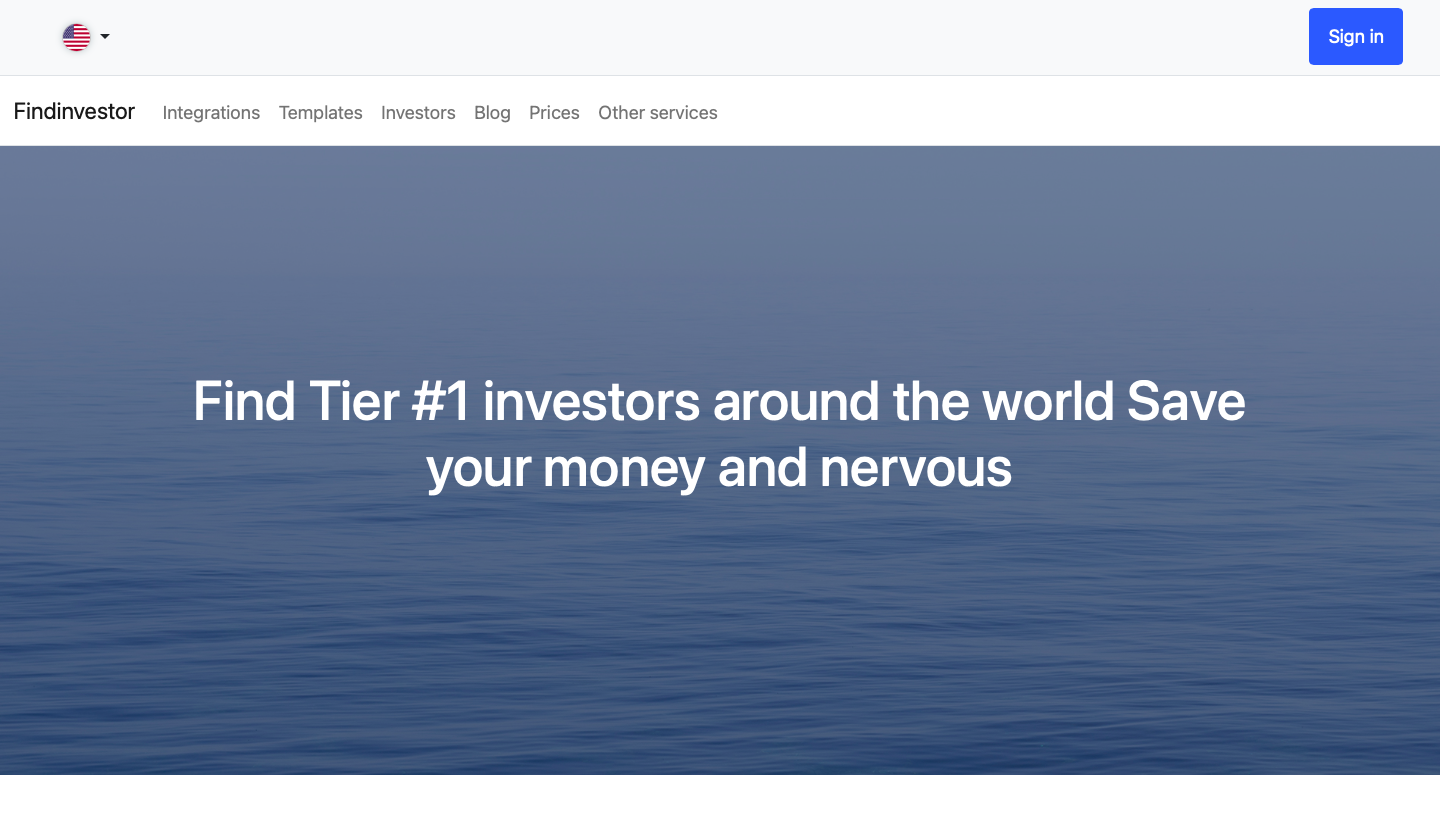 Sign in
Findinvestor Integrations Templates Investors Blog Prices Other services
Find Tier #1 investors around the world Save
your money and nervous